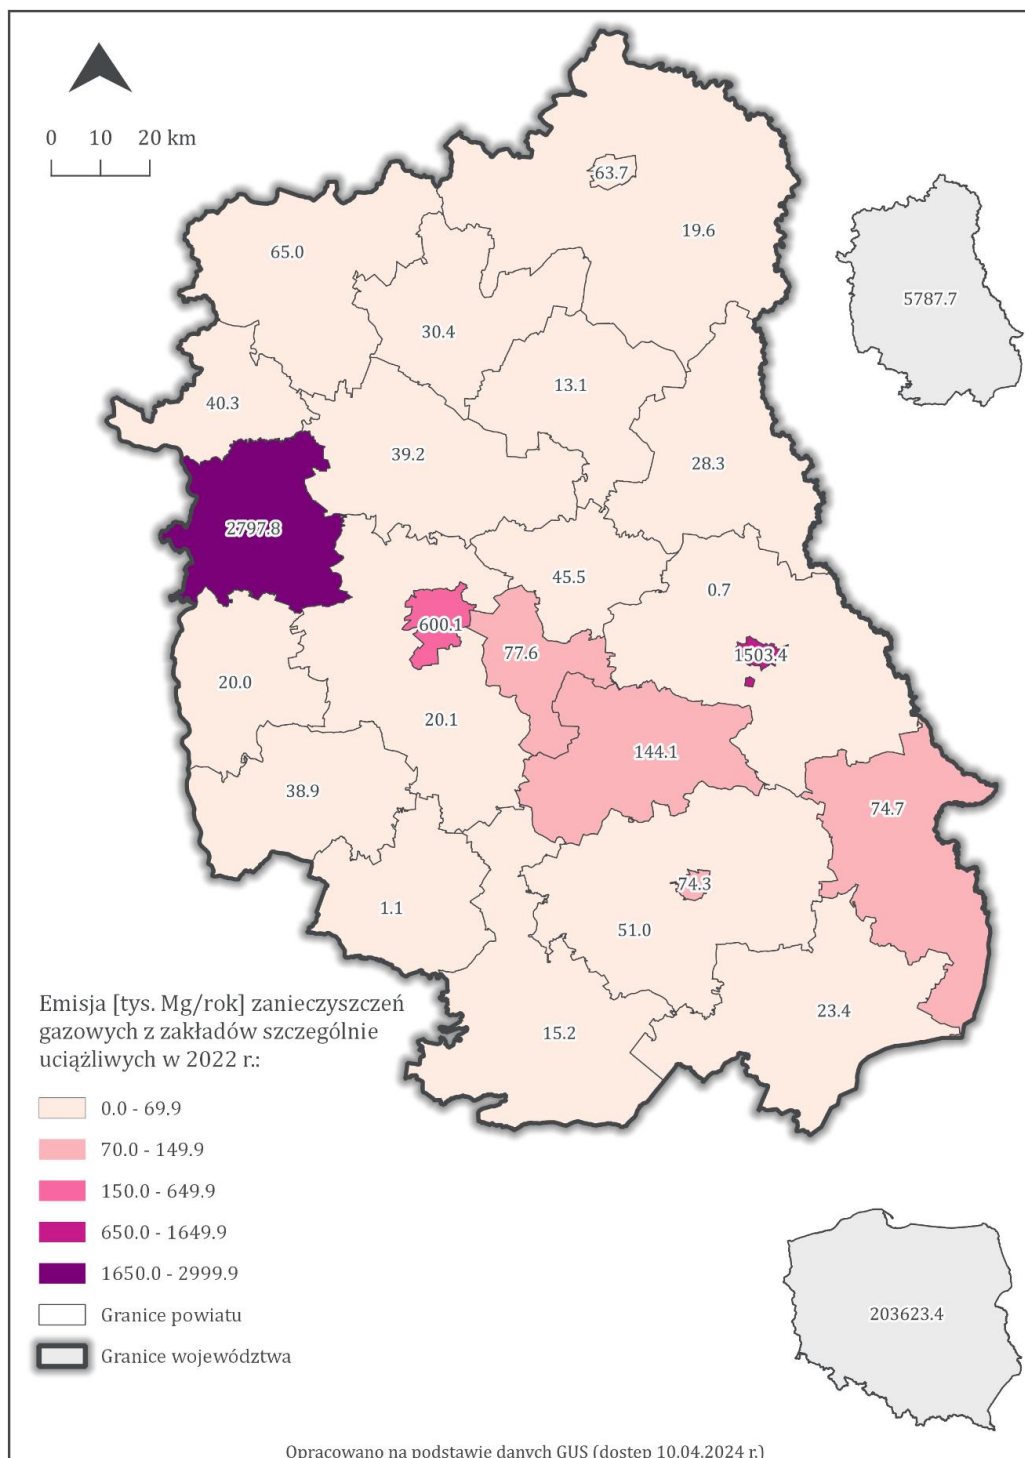 0 10 20 km
63.7
19.6
65.0
5787.7
30.4
13.1
40.3
39.2
28.3
2797.8
45.5
0.7
600.1
77.6
1503.4
20.0
20.1
144.1
38.9
74.7
74.3
1.1
51.0
23.4
15.2
Emisja [tys. Mg/rok] zanieczyszczeń
gazowych z zakładów szczególnie
uciążliwych w 2022 r.:
0.0 - 69.9
70.0 - 149.9
150.0 - 649.9
650.0 - 1649.9
1650.0 - 2999.9
Granice powiatu
Granice województwa
203623.4
Opracowano na podstawie danych GUS (dostęp 10.04.2024 r.)